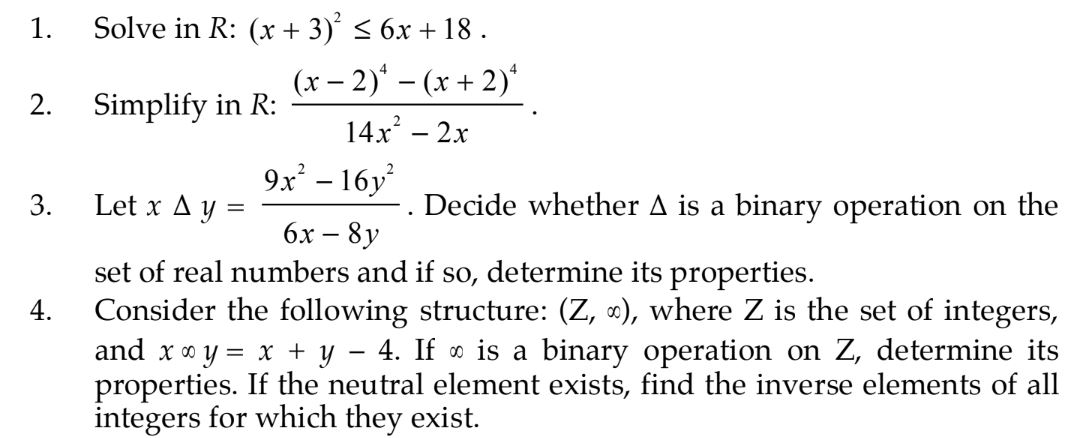 1. Solve in R: (x + 3)² ≤ 6x + 18 .
2. Simplify in R: \frac{(x − 2)⁴ − (x + 2)⁴}{14x² − 2x} .
3. Let x Δ y = \frac{9x² − 16y²}{6x − 8y} . Decide whether Δ is a binary operation on the
set of real numbers and if so, determine its properties.
4. Consider the following structure: (Z, ∞), where Z is the set of integers,
and x ∞ y = x + y − 4. If ∞ is a binary operation on Z, determine its
properties. If the neutral element exists, find the inverse elements of all
integers for which they exist.